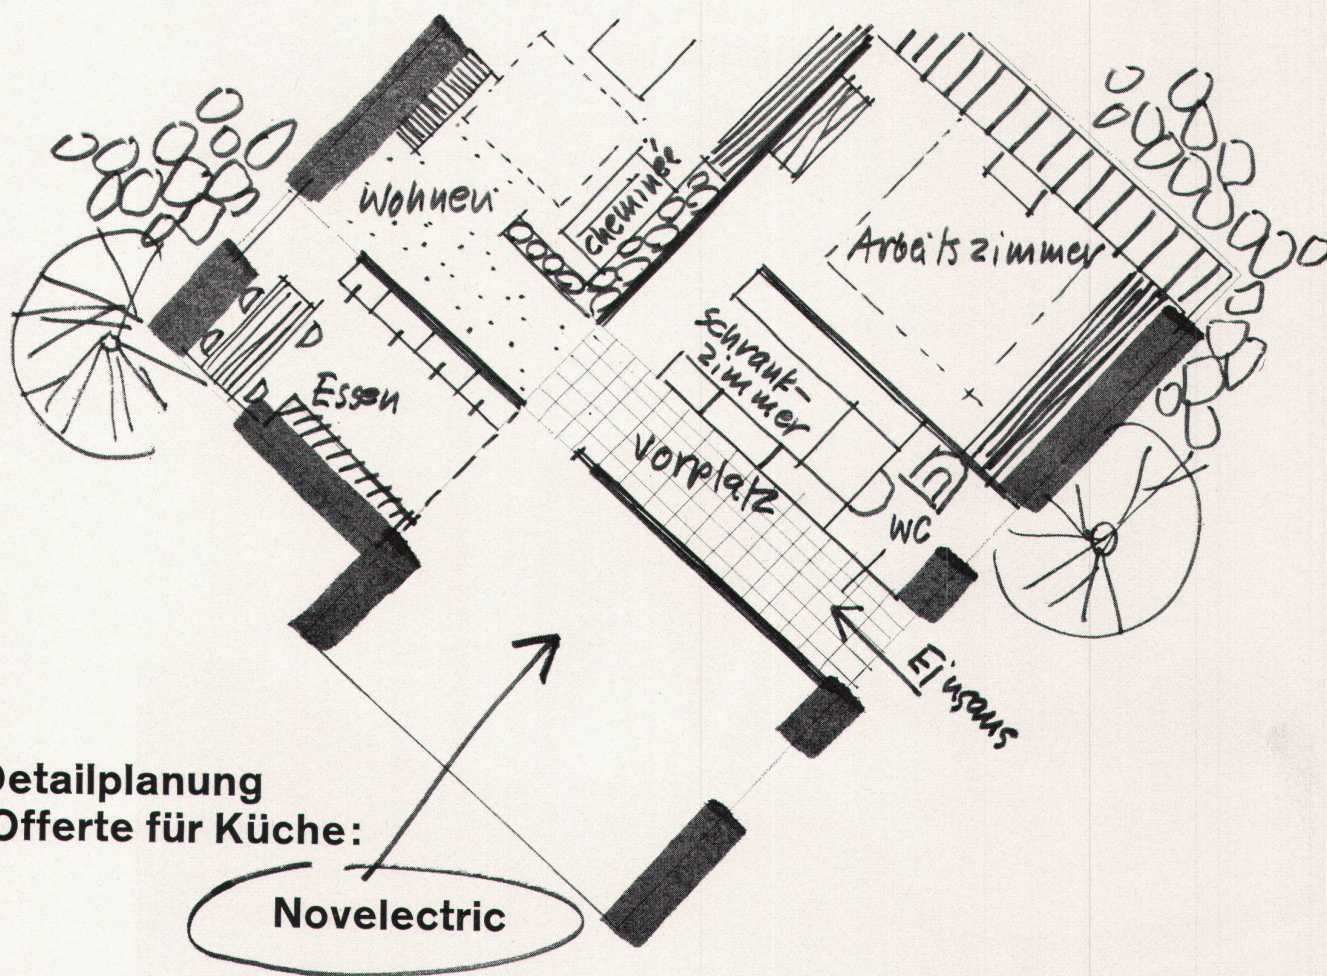 Wohnen
cheminée
Arbeitszimmer
Schrank-
zimmer
Essen
Vorplatz
WC
Eingang
Detailplanung
Offerte für Küche:
Novelectric